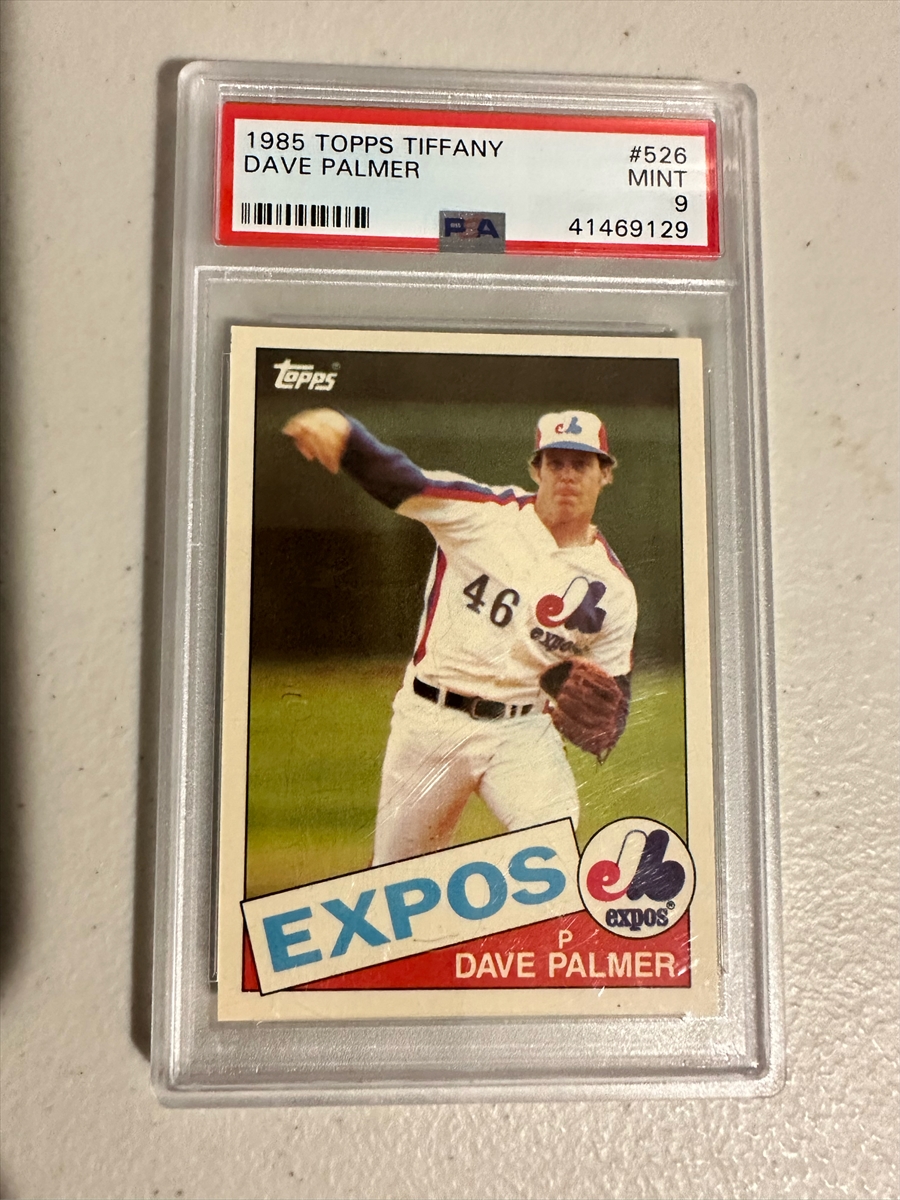 1985 TOPPS TIFFANY #526
DAVE PALMER MINT
9
PSA 41469129
Topps
e b
46
expos
EXPOS
expos®
P
DAVE PALMER